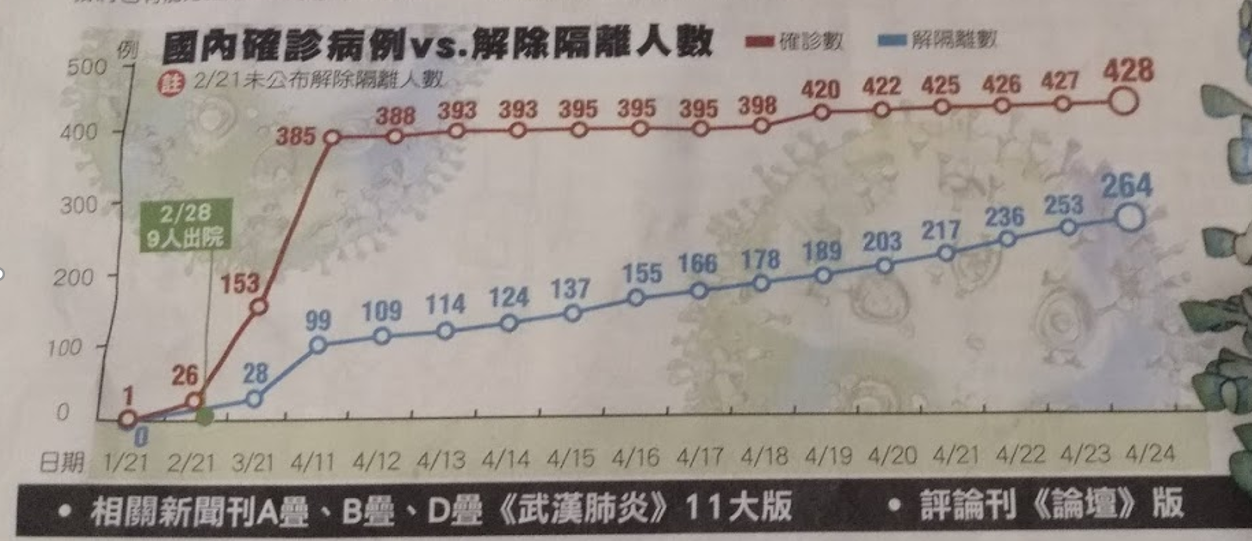 國內確診病例vs.解除隔離人數
確診數
解隔離數
註 2/21未公布解除隔離人數
例
500
400
300
200
100
0
385 388 393 393 395 395 395 398 420 422 425 426 427 428
2/28
9人出院
153
26
1
99 109 114 124 137 155 166 178 189 203 217 236 253 264
28
0
日期 1/21 2/21 3/21 4/11 4/12 4/13 4/14 4/15 4/16 4/17 4/18 4/19 4/20 4/21 4/22 4/23 4/24
• 相關新聞刊A疊、B疊、D疊《武漢肺炎》11大版 • 評論刊《論壇》版